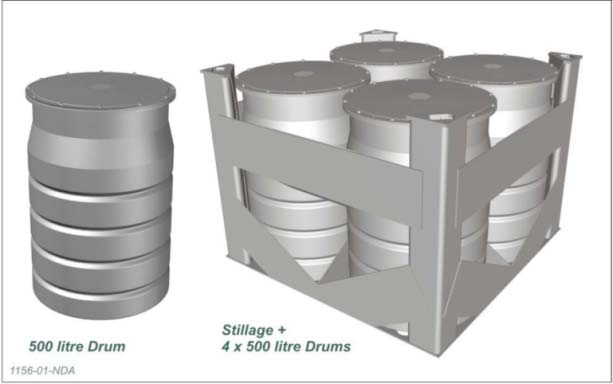 500 litre Drum
Stillage +
4 x 500 litre Drums
1156-01-NDA